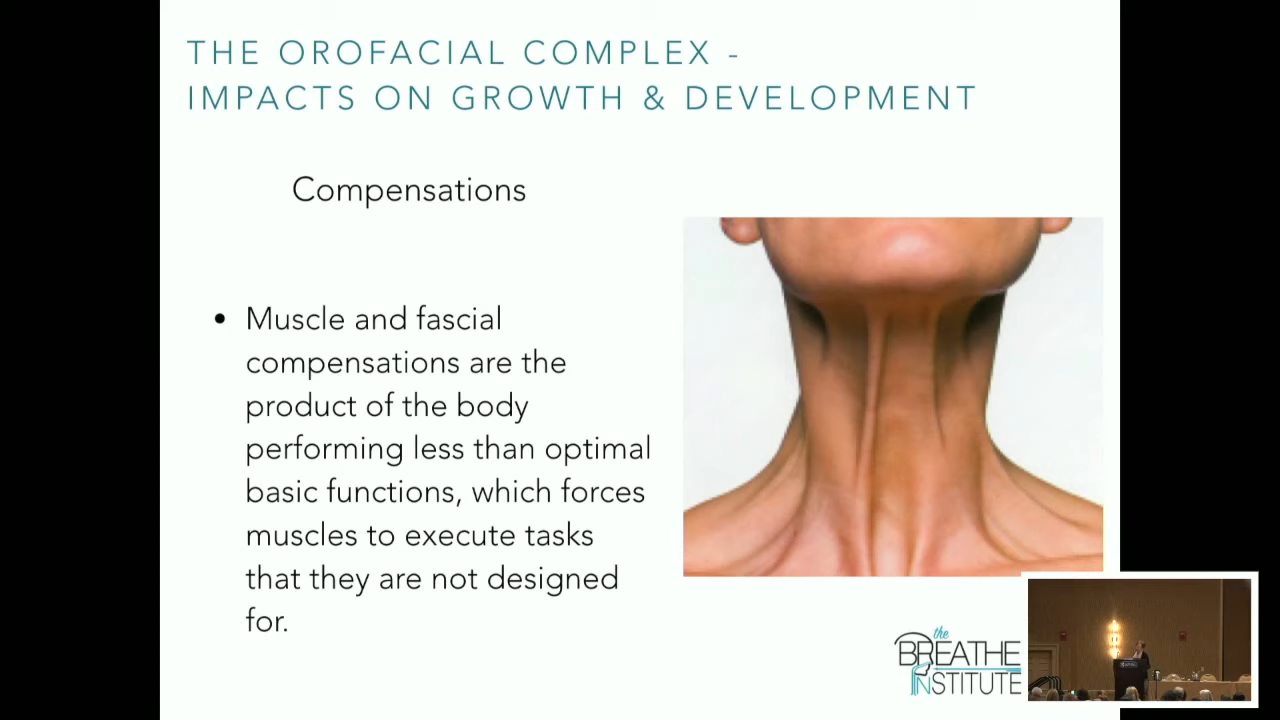 THE OROFACIAL COMPLEX -
IMPACTS ON GROWTH & DEVELOPMENT
Compensations
• Muscle and fascial
compensations are the
product of the body
performing less than optimal
basic functions, which forces
muscles to execute tasks
that they are not designed
for.
the
BREATHE
INSTITUTE